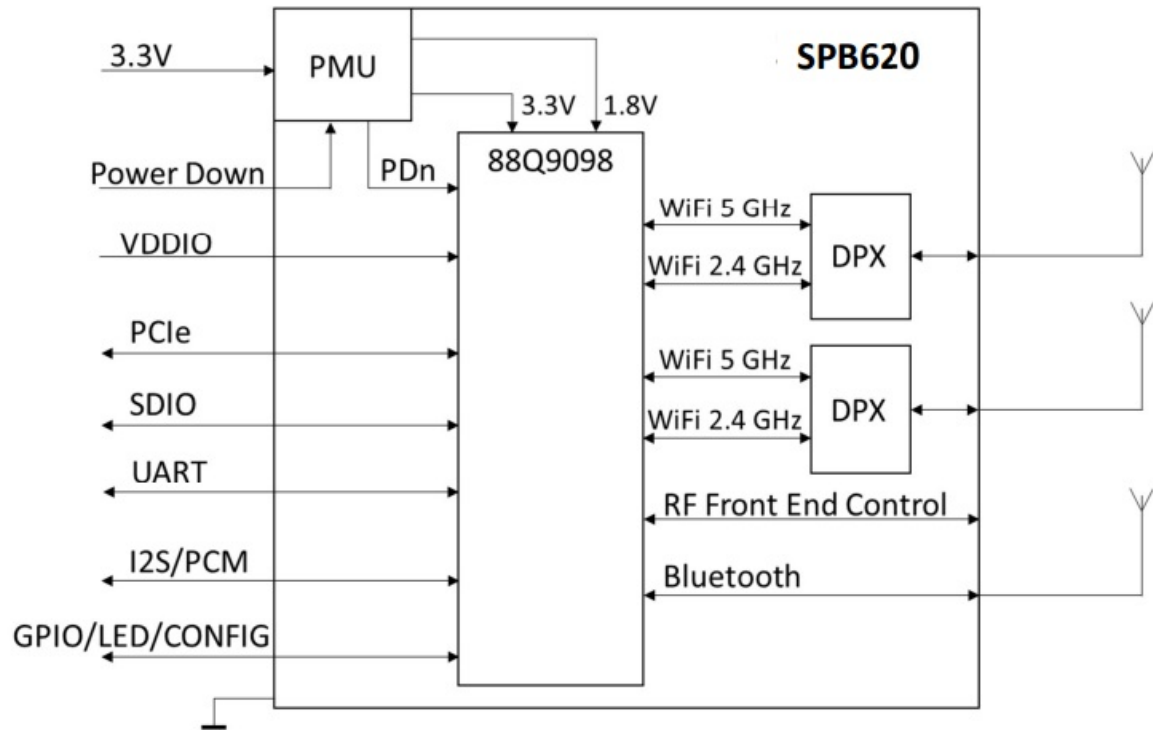 SPB620
3.3V
PMU
3.3V
1.8V
88Q9098
Power Down
PDn
VDDIO
WiFi 5 GHz
WiFi 2.4 GHz
DPX
PCIe
SDIO
UART
WiFi 5 GHz
WiFi 2.4 GHz
DPX
RF Front End Control
I2S/PCM
Bluetooth
GPIO/LED/CONFIG